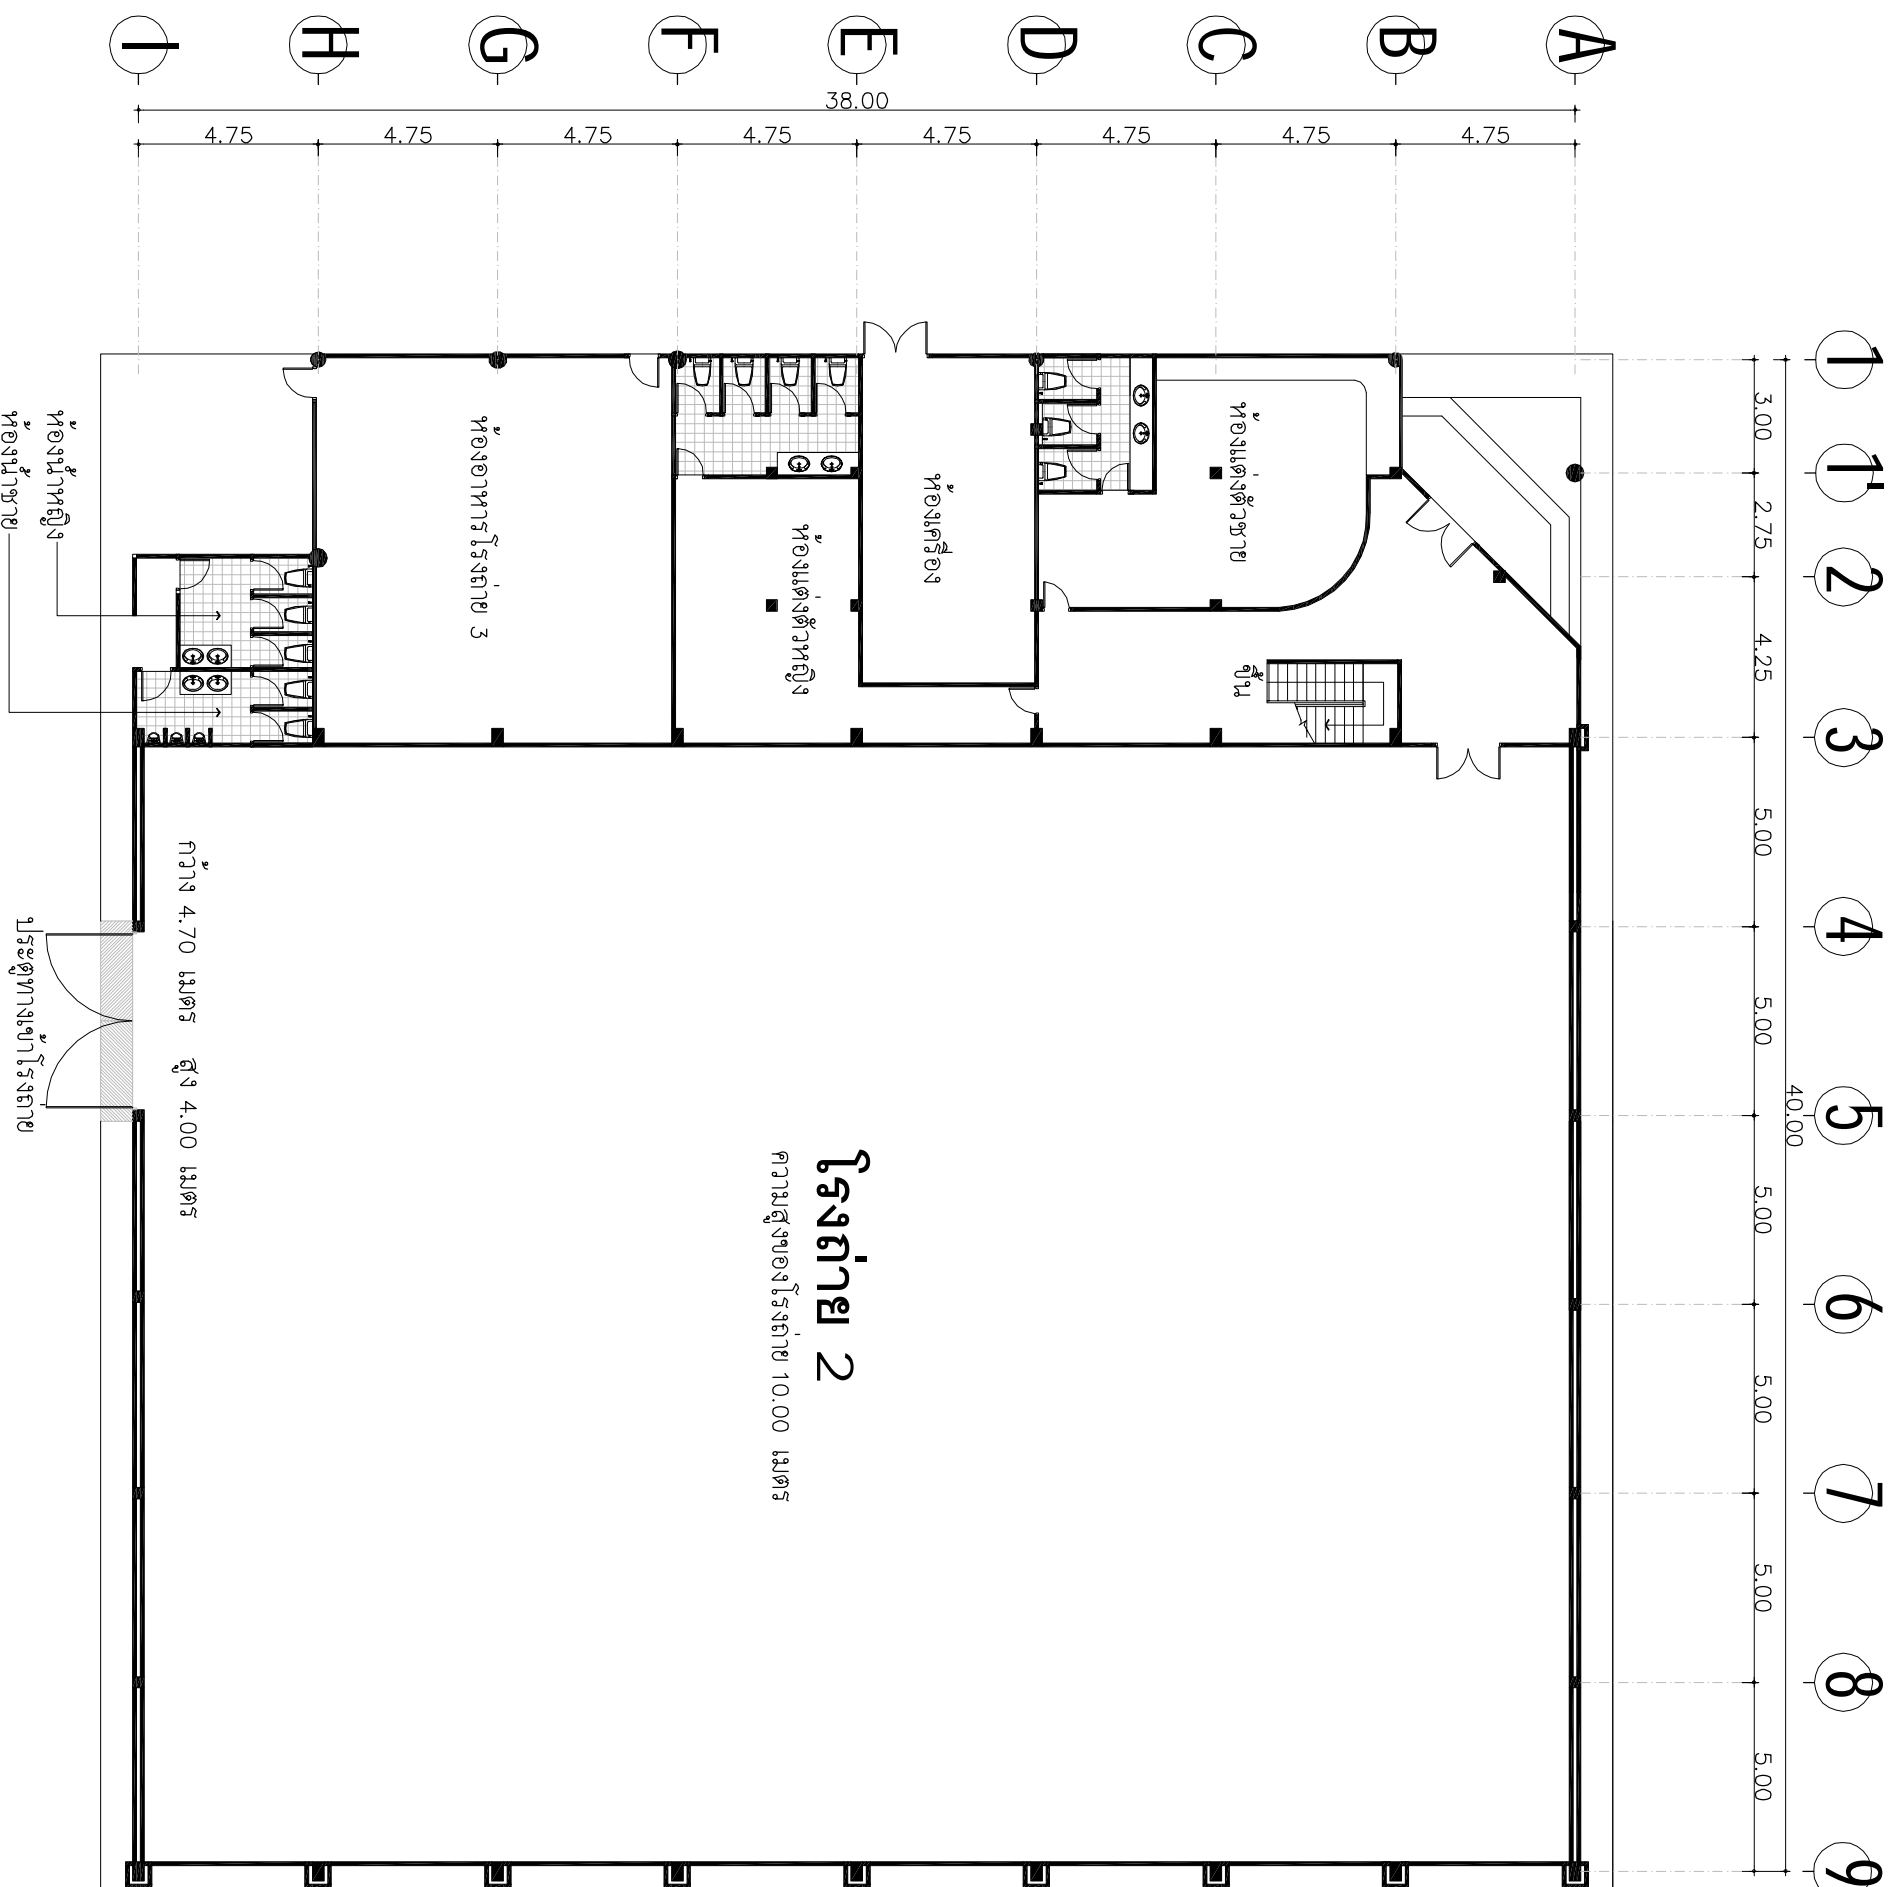 I H G F E D C B A
38.00
4.75 4.75 4.75 4.75 4.75 4.75 4.75 4.75
1
1'
2
3
4
5
6
7
8
9
3.00
2.75
4.25
5.00
5.00
5.00
5.00
5.00
5.00
40.00
ห้องแต่งตัวชาย
ห้องเครื่อง
ห้องแต่งตัวหญิง
ห้องอาหารโรงถ่าย 3
ขึ้น
ห้องน้ำหญิง
ห้องน้ำชาย
โรงถ่าย 2
ความสูงของโรงถ่าย 10.00 เมตร
กว้าง 4.70 เมตร สูง 4.00 เมตร
ประตูทางเข้าโรงถ่าย